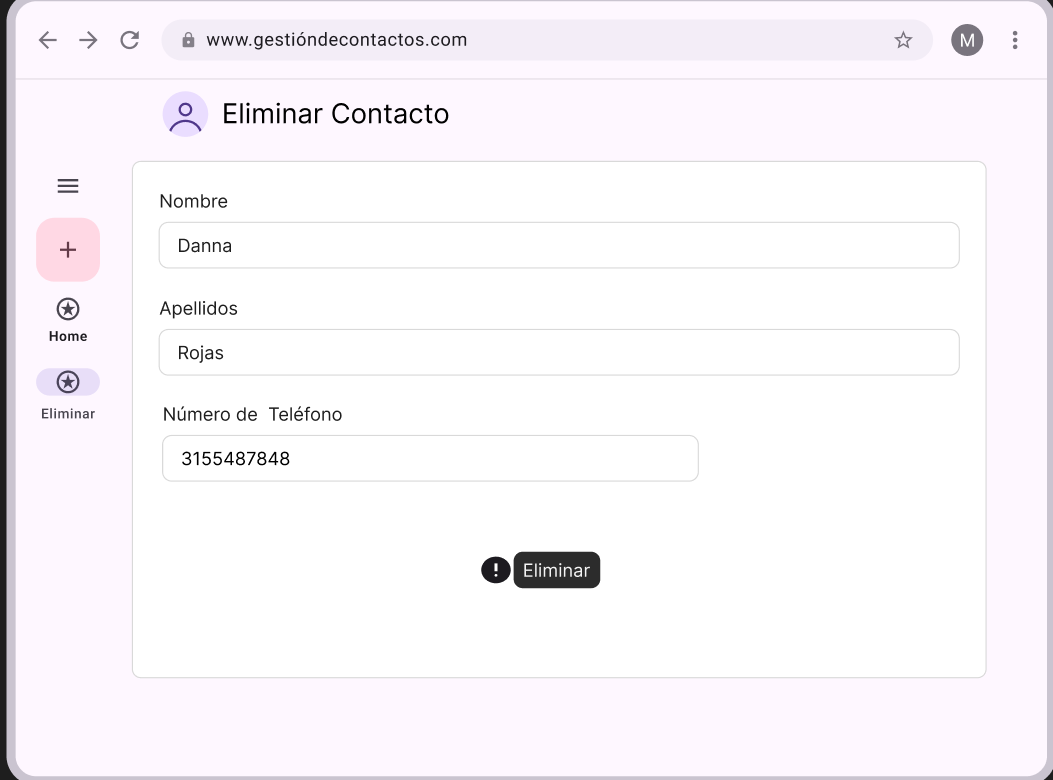 www.gestióndecontactos.com
M
Eliminar Contacto
Nombre
Danna
Home
Apellidos
Rojas
Eliminar
Número de  Teléfono
3155487848
! Eliminar